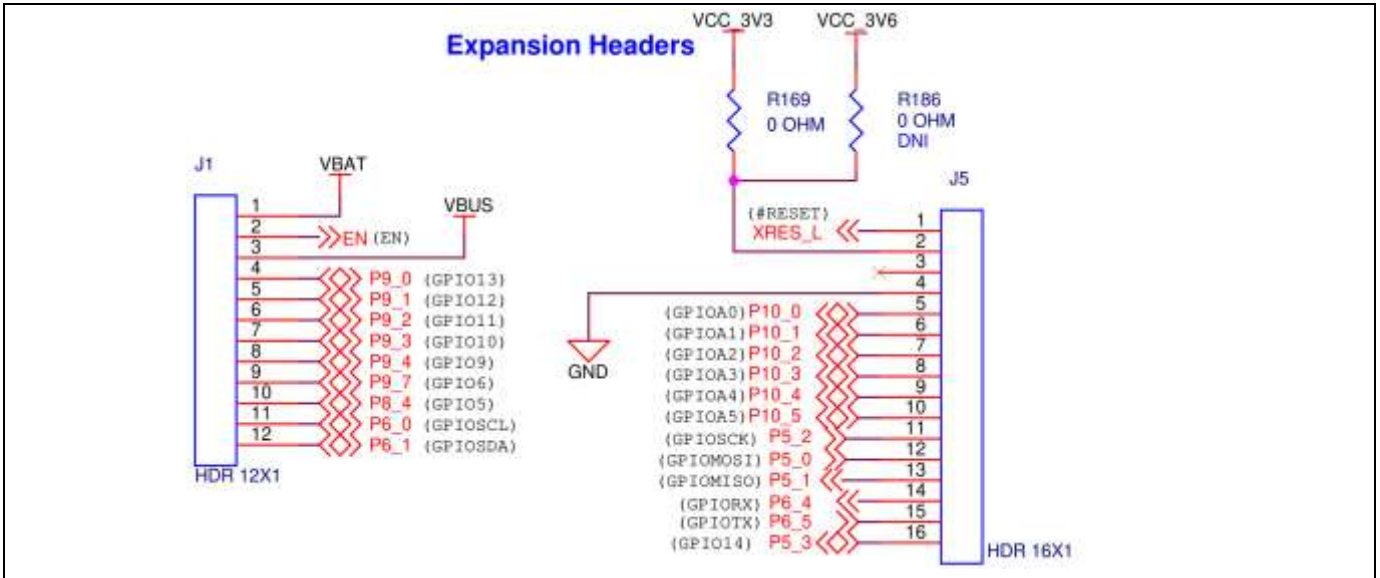 VCC_3V3 VCC_3V6
Expansion Headers
R169
0 OHM
R186
0 OHM
DNI
J1
VBAT
VBUS
1
2 EN (EN)
3
4 P9_0 (GPIO13)
5 P9_1 (GPIO12)
6 P9_2 (GPIO11)
7 P9_3 (GPIO10)
8 P9_4 (GPIO9)
9 P9_7 (GPIO6)
10 P8_4 (GPIO5)
11 P6_0 (GPIOSCL)
12 P6_1 (GPIOSDA)
HDR 12X1
GND
J5
(#RESET)
XRES_L 1
2
3
4
(GPIOA0) P10_0 5
(GPIOA1) P10_1 6
(GPIOA2) P10_2 7
(GPIOA3) P10_3 8
(GPIOA4) P10_4 9
(GPIOA5) P10_5 10
(GPIOSCK) P5_2 11
(GPIOMOSI) P5_0 12
(GPIOMISO) P5_1 13
(GPIORX) P6_4 14
(GPIOTX) P6_5 15
(GPIO14) P5_3 16
HDR 16X1